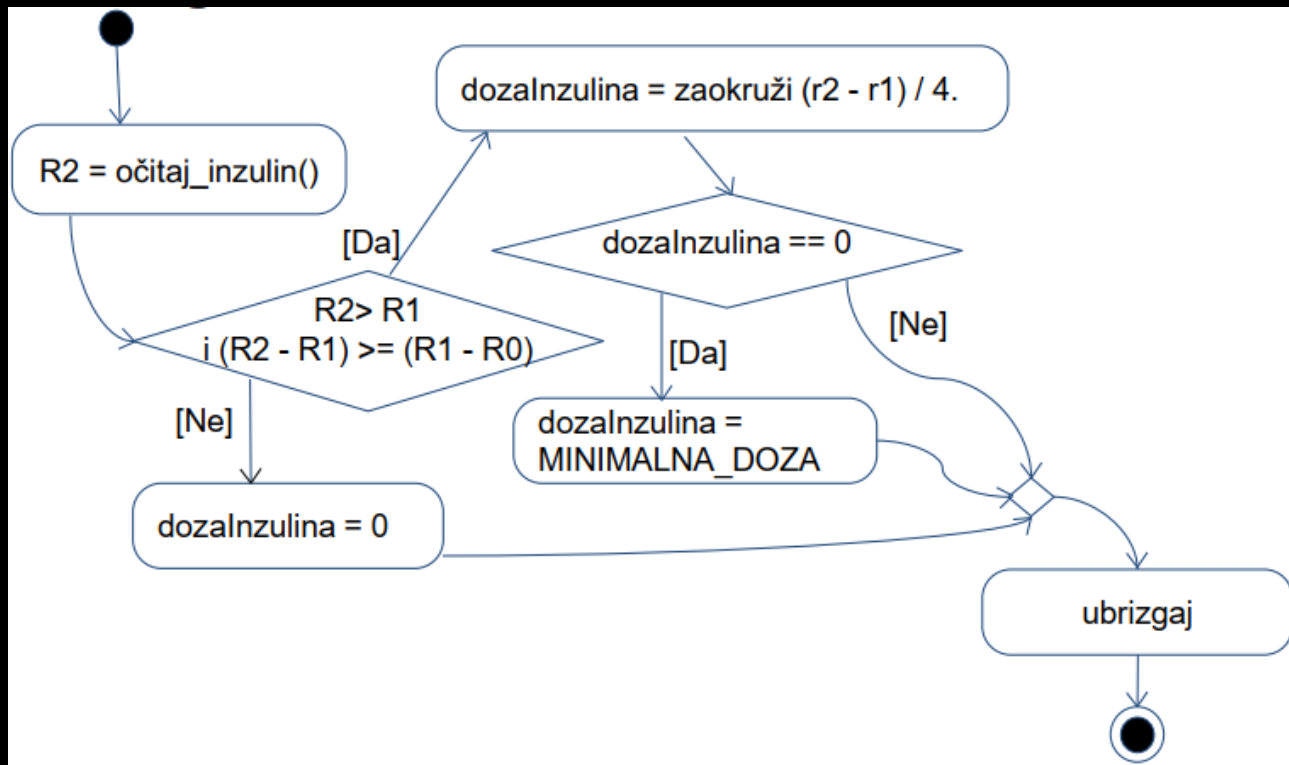 R2 = očitaj_inzulin()
R2> R1
i (R2 - R1) >= (R1 - R0)
[Da]
[Ne]
dozaInzulina = 0
dozaInzulina = zaokruži (r2 - r1) / 4.
dozaInzulina == 0
[Da]
[Ne]
dozaInzulina =
MINIMALNA_DOZA
ubrizgaj